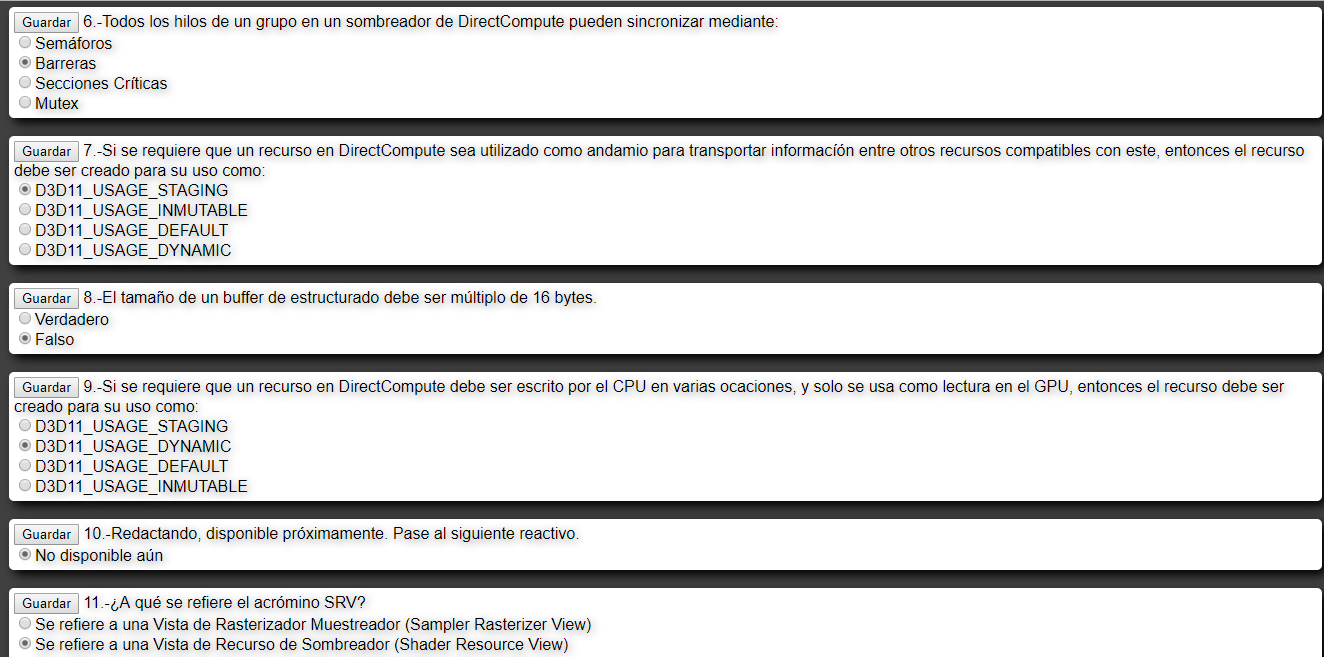 Guardar 6.-Todos los hilos de un grupo en un sombreador de DirectCompute pueden sincronizar mediante:
Semáforos
Barreras
Secciones Críticas
Mutex
Guardar 7.-Si se requiere que un recurso en DirectCompute sea utilizado como andamio para transportar informacíón entre otros recursos compatibles con este, entonces el recurso
debe ser creado para su uso como:
D3D11_USAGE_STAGING
D3D11_USAGE_INMUTABLE
D3D11_USAGE_DEFAULT
D3D11_USAGE_DYNAMIC
Guardar 8.-El tamaño de un buffer de estructurado debe ser múltiplo de 16 bytes.
Verdadero
Falso
Guardar 9.-Si se requiere que un recurso en DirectCompute debe ser escrito por el CPU en varias ocaciones, y solo se usa como lectura en el GPU, entonces el recurso debe ser
creado para su uso como:
D3D11_USAGE_STAGING
D3D11_USAGE_DYNAMIC
D3D11_USAGE_DEFAULT
D3D11_USAGE_INMUTABLE
Guardar 10.-Redactando, disponible próximamente. Pase al siguiente reactivo.
No disponible aún
Guardar 11.-¿A qué se refiere el acrómino SRV?
Se refiere a una Vista de Rasterizador Muestreador (Sampler Rasterizer View)
Se refiere a una Vista de Recurso de Sombreador (Shader Resource View)